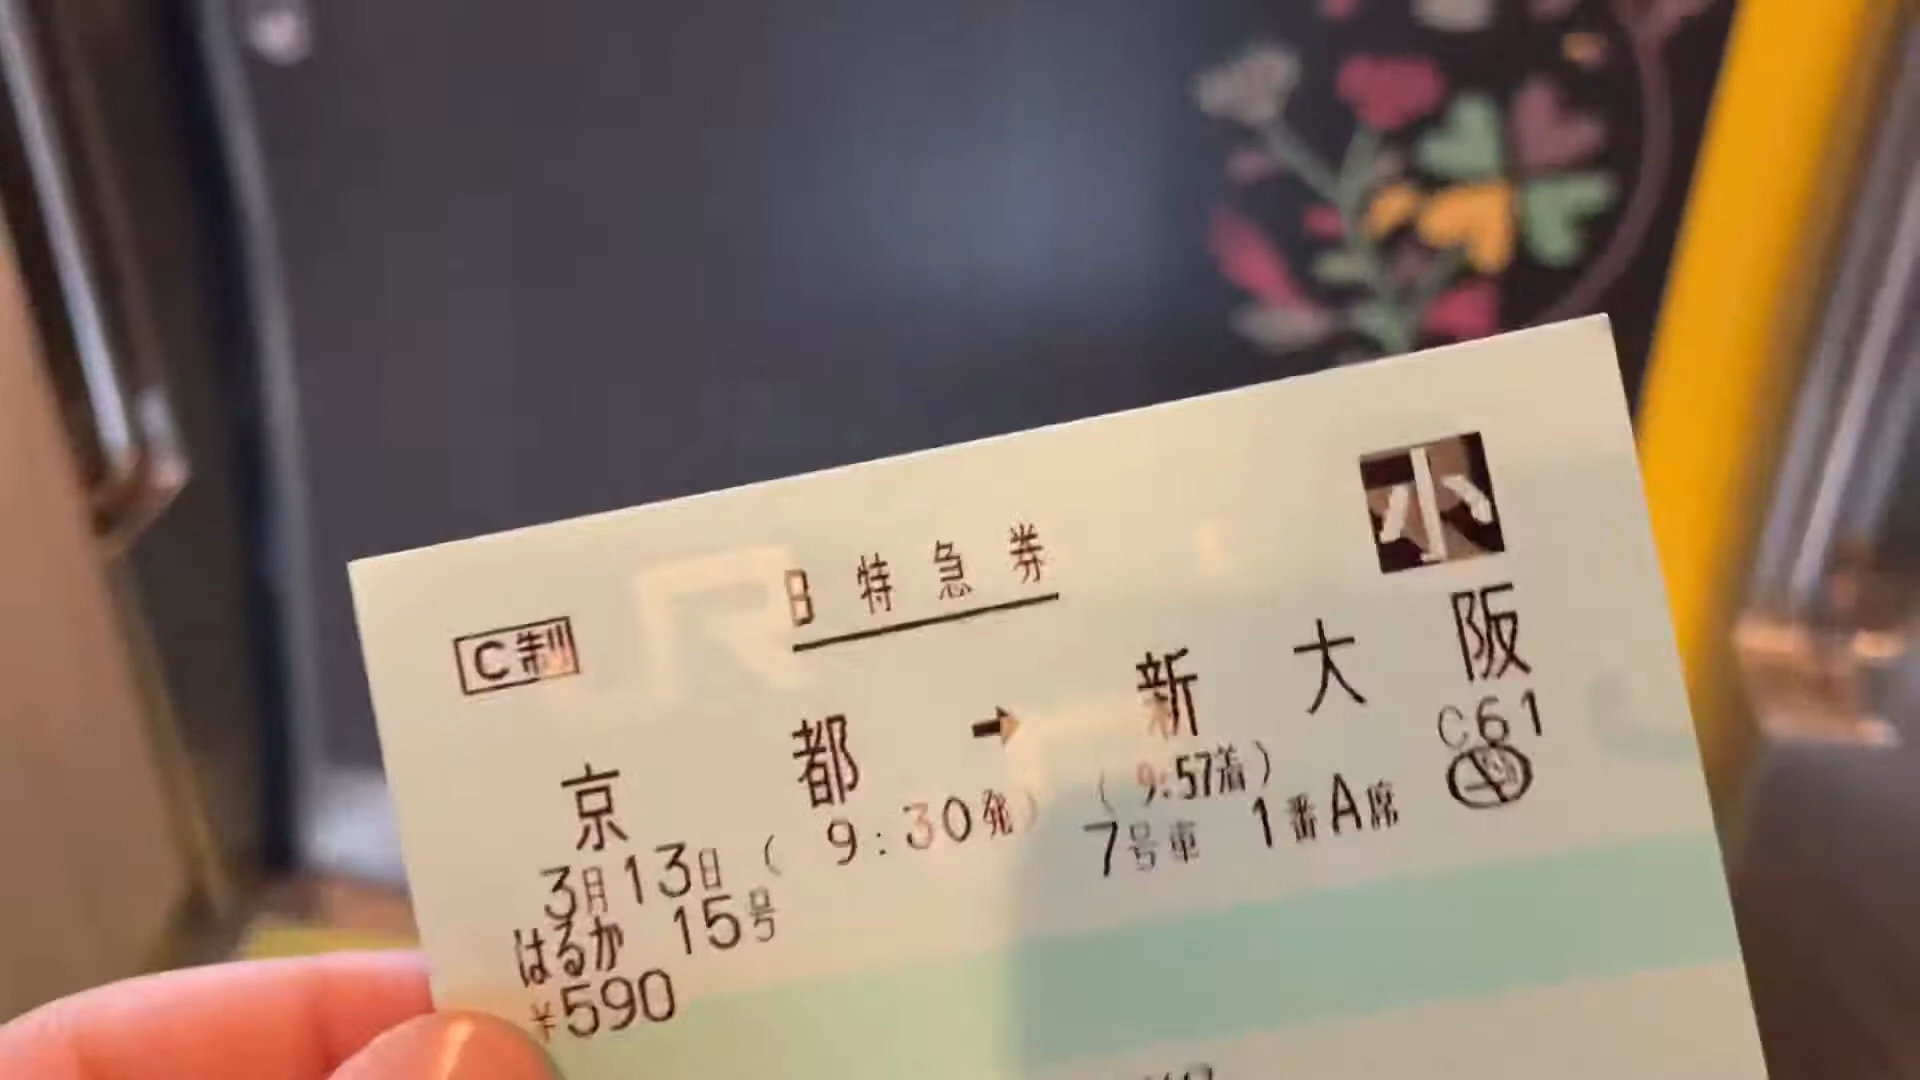 小
B特急券
C制
京都 → 新大阪
C61
3月13日 ( 9:30発) ( 9:57着)
はるか 15号 7号車 1番A席
¥590